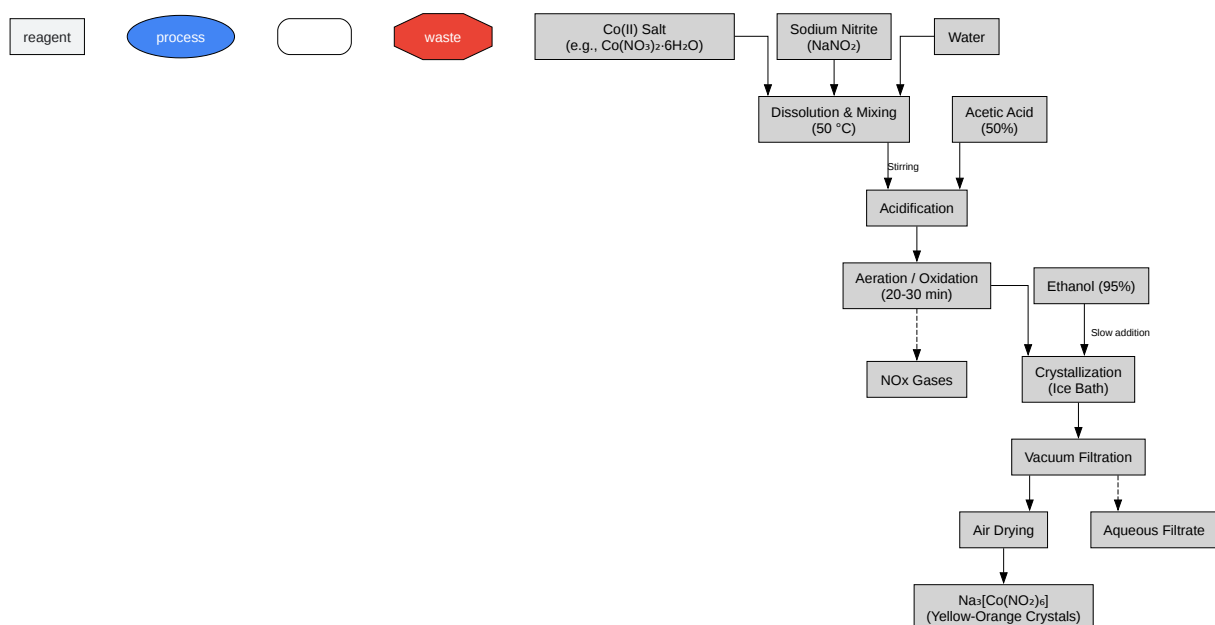 reagent
process
waste
Co(II) Salt
(e.g., Co(NO₃)₂·6H₂O)
Sodium Nitrite
(NaNO₂)
Water
Dissolution & Mixing
(50 °C)
Acetic Acid
(50%)
Stirring
Acidification
Aeration / Oxidation
(20-30 min)
Ethanol (95%)
Slow addition
NOx Gases
Crystallization
(Ice Bath)
Vacuum Filtration
Air Drying
Aqueous Filtrate
Na₃[Co(NO₂)₆]
(Yellow-Orange Crystals)